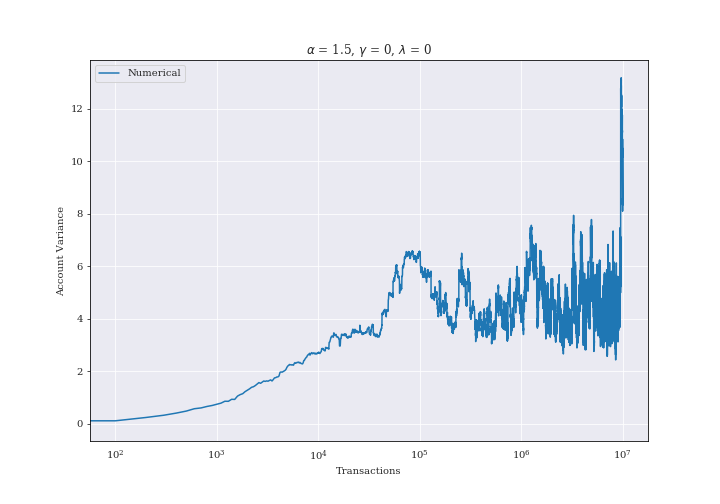 α = 1.5, γ = 0, λ = 0
Numerical
Account Variance
12
10
8
6
4
2
0
10² 10³ 10⁴ 10⁵ 10⁶ 10⁷
Transactions